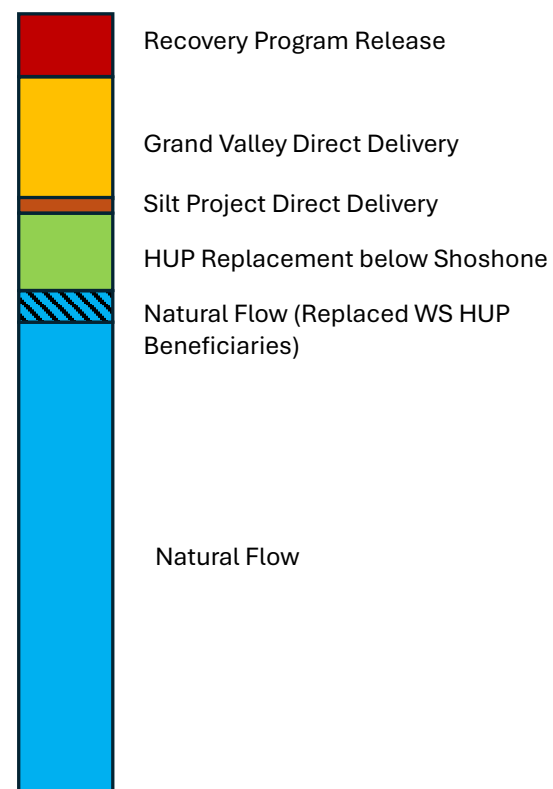 Recovery Program Release
Grand Valley Direct Delivery
Silt Project Direct Delivery
HUP Replacement below Shoshone
Natural Flow (Replaced WS HUP
Beneficiaries)
Natural Flow